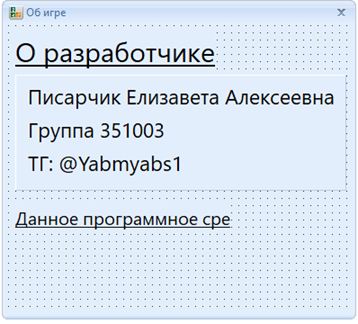 Об игре
О разработчике
Писарчик Елизавета Алексеевна
Группа 351003
ТГ: @Yabmyabs1
Данное программное сре